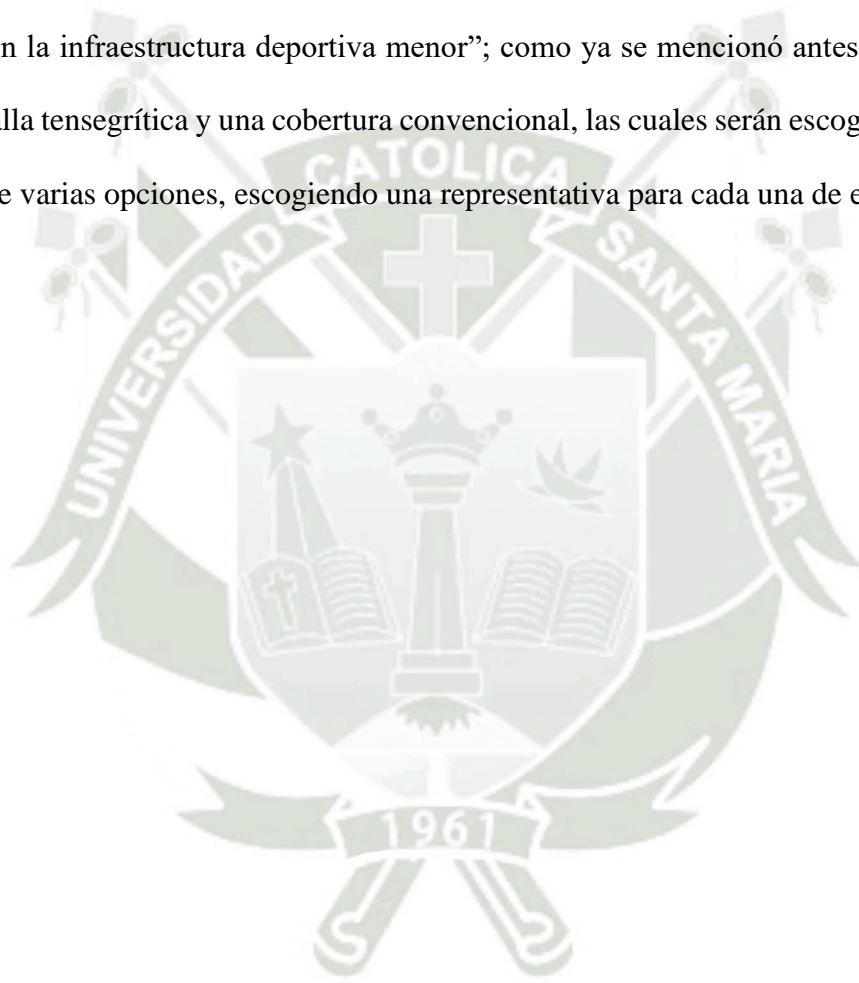 n la infraestructura deportiva menor”; como ya se mencionó antes
alla tensegrítica y una cobertura convencional, las cuales serán escog
e varias opciones, escogiendo una representativa para cada una de e
UNIVERSIDAD CATOLICA SANTA MARIA
1961